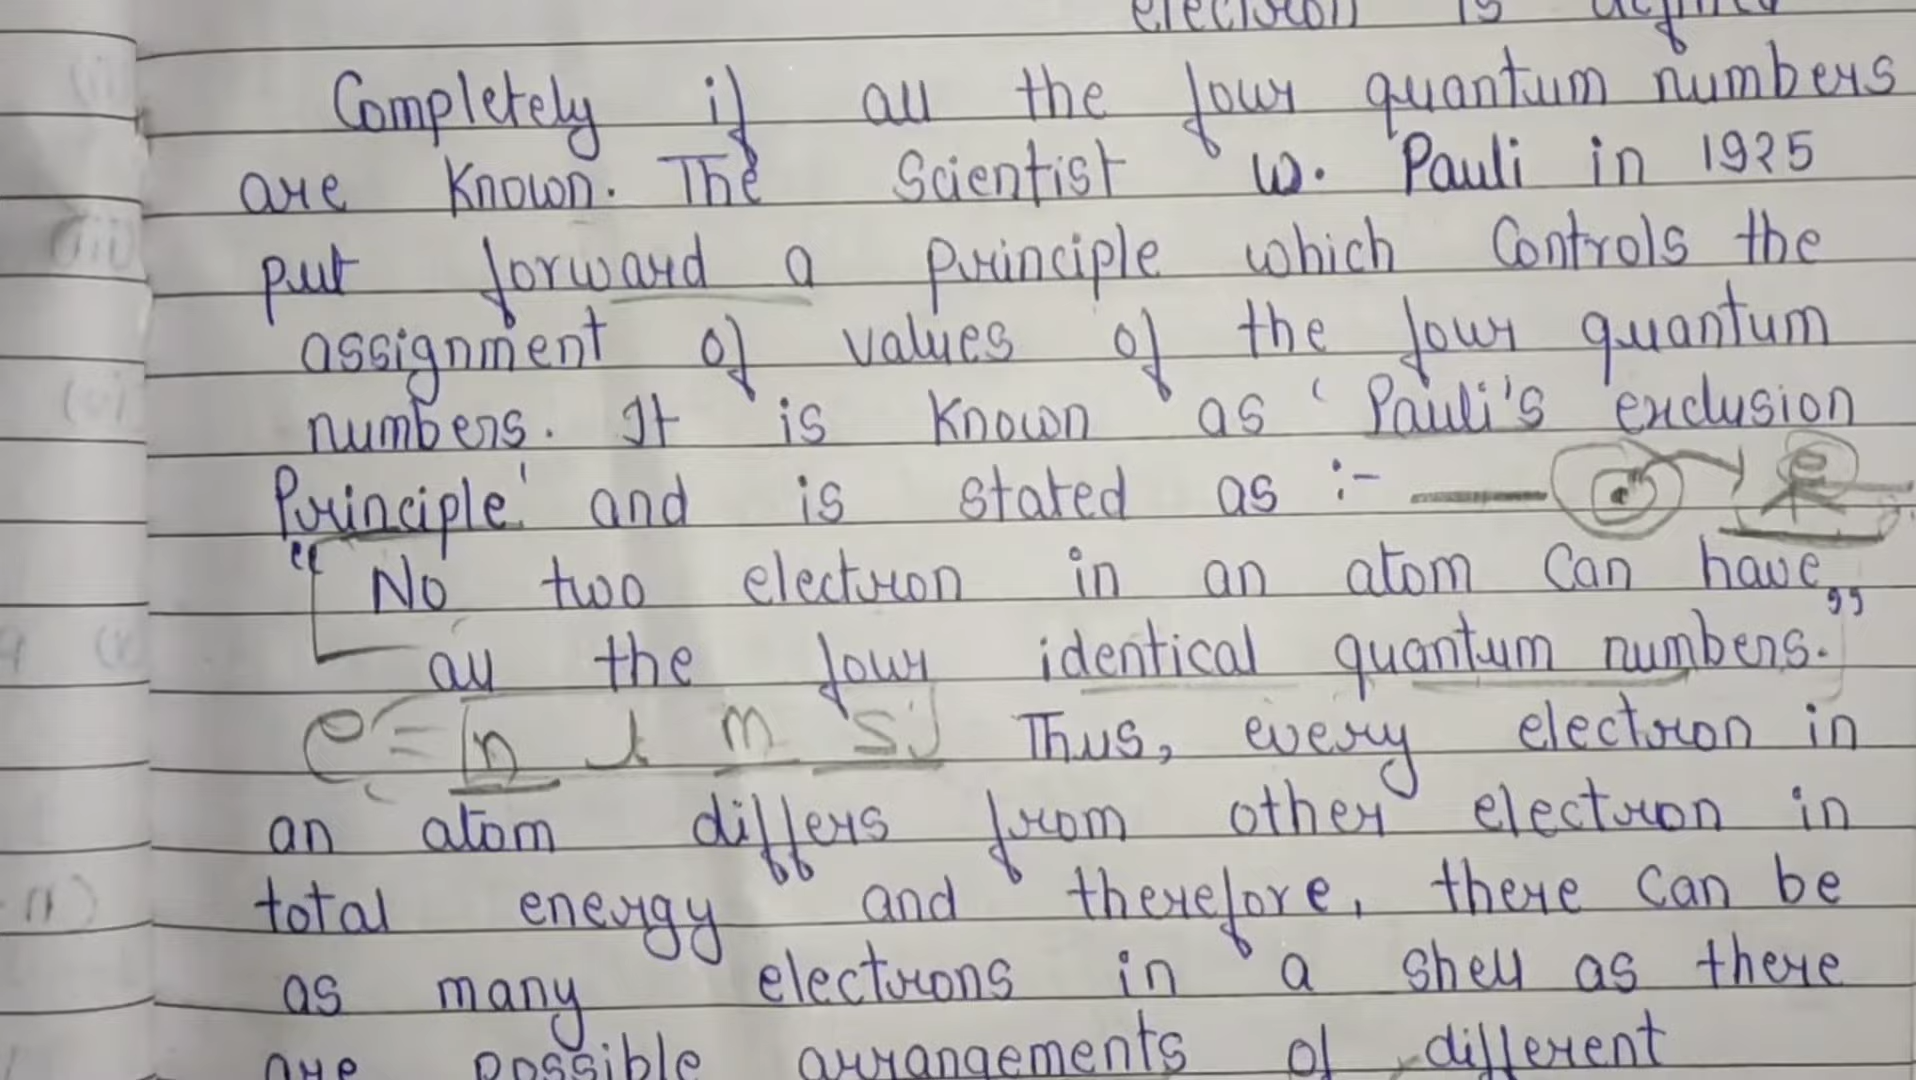 electron is defined
Completely if all the four quantum numbers
are known. The Scientist W. Pauli in 1925
put forward a principle which Controls the
assignment of values of the four quantum
numbers. It is known as 'Pauli's exclusion
Principle' and is stated as :-
"No two electron in an atom can have
all the four identical quantum numbers."
e = n l m s Thus, every electron in
an atom differs from other electron in
total energy and therefore, there can be
as many electrons in a shell as there
are possible arrangements of different